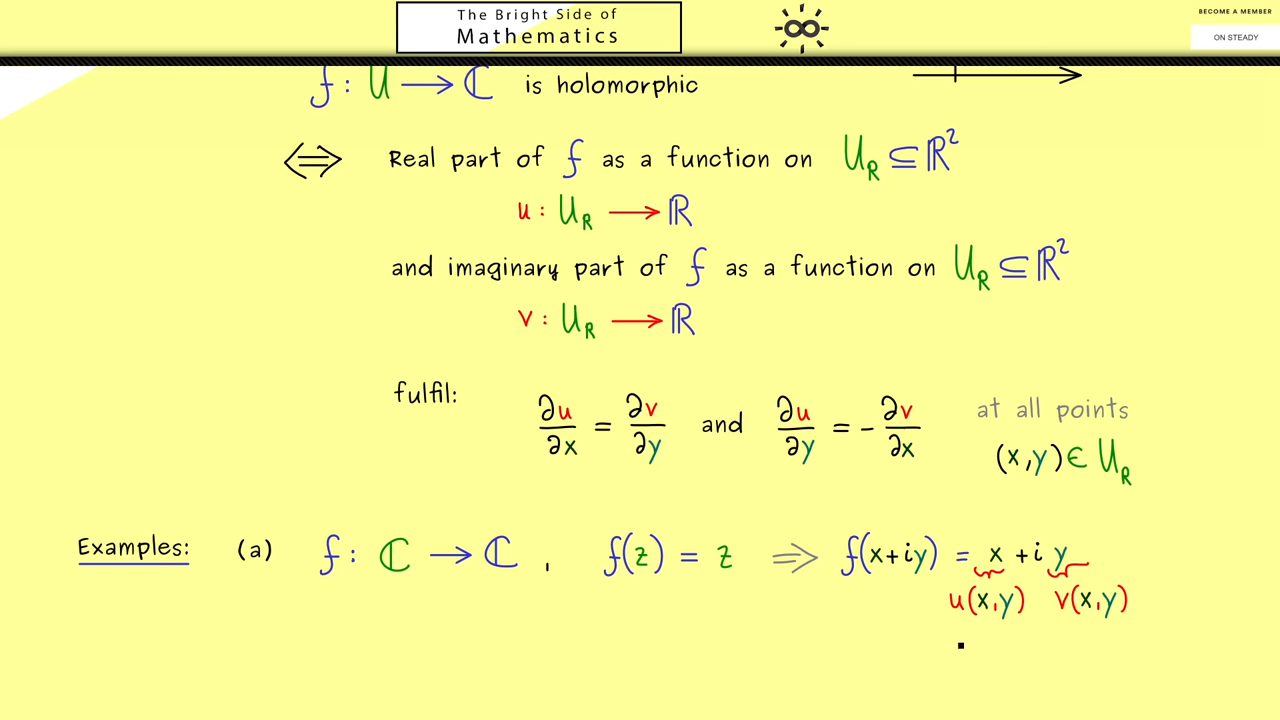 The Bright Side of
Mathematics
BECOME A MEMBER
ON STEADY
f : U ⟶ ℂ is holomorphic
⟺ Real part of f as a function on U_R ⊆ ℝ²
u : U_R ⟶ ℝ
and imaginary part of f as a function on U_R ⊆ ℝ²
v : U_R ⟶ ℝ
fulfil: ∂u/∂x = ∂v/∂y and ∂u/∂y = - ∂v/∂x at all points
(x,y) ∈ U_R
Examples: (a) f : ℂ ⟶ ℂ , f(z) = z ⟹ f(x+iy) = x + i y
u(x,y) v(x,y)